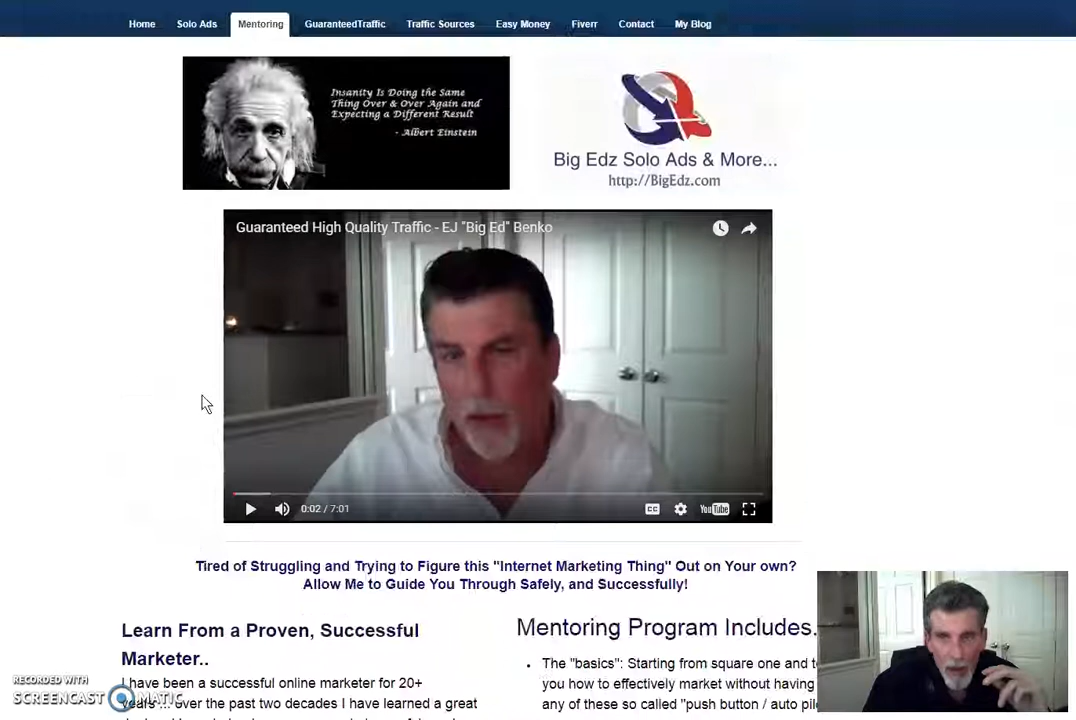 Home Solo Ads Mentoring GuaranteedTraffic Traffic Sources Easy Money Fiverr Contact My Blog
Insanity Is Doing the Same
Thing Over & Over Again and
Expecting a Different Result
- Albert Einstein
Big Edz Solo Ads & More...
http://BigEdz.com
Guaranteed High Quality Traffic - EJ "Big Ed" Benko
0:02 / 7:01
CC
YouTube
Tired of Struggling and Trying to Figure this "Internet Marketing Thing" Out on Your own?
Allow Me to Guide You Through Safely, and Successfully!
Learn From a Proven, Successful
Marketer..
I have been a successful online marketer for 20+
years ... over the past two decades I have learned a great
Mentoring Program Includes.
The "basics": Starting from square one and t
you how to effectively market without having
any of these so called "push button / auto pil
RECORDED WITH
SCREENCAST MATIC